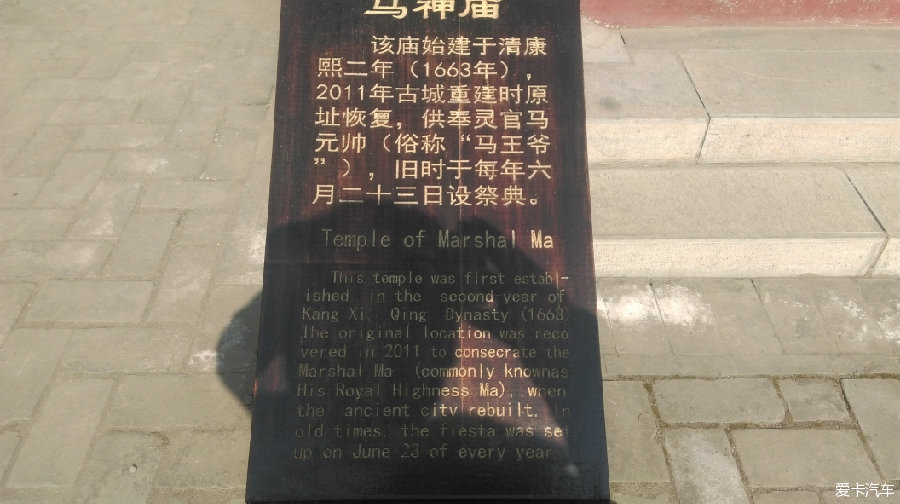 马神庙
该庙始建于清康
熙二年（1663年），
2011年古城重建时原
址恢复，供奉灵官马
元帅（俗称“马王爷
”），旧时于每年六
月二十三日设祭典。
Temple of Marshal Ma
This temple was first establ-
ished in the second year of
Kang Xi, Qing Dynasty (1663
The original location was reco
vered in 2011 to consecrate the
Marshal Ma (commonly knownas
His Royal Highness Ma), when
the ancient city rebuilt. In
old times, the fiesta was set
up on June 23 of every year
爱卡汽车